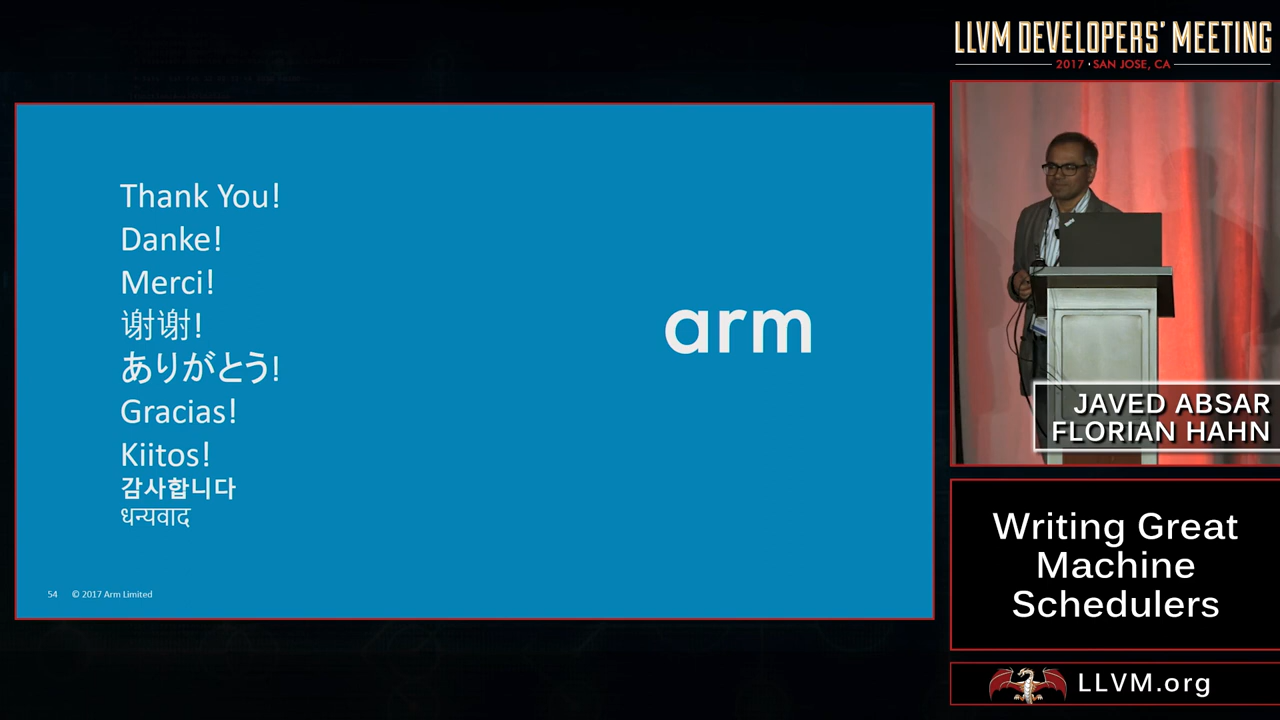 LLVM DEVELOPERS' MEETING
2017 • SAN JOSE, CA
Thank You!
Danke!
Merci!
谢谢!
ありがとう!
Gracias!
Kiitos!
감사합니다
धन्यवाद
arm
54 © 2017 Arm Limited
JAVED ABSAR
FLORIAN HAHN
Writing Great
Machine
Schedulers
LLVM.org